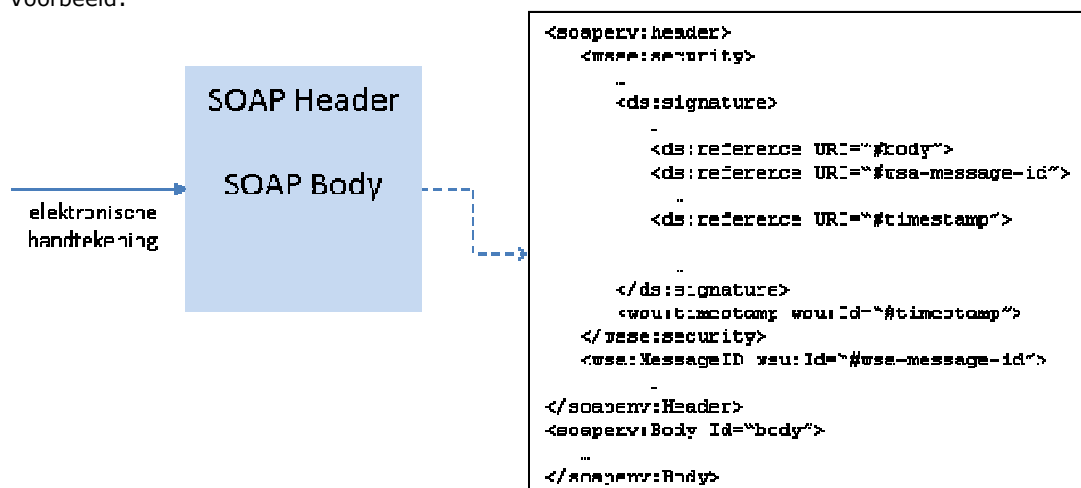 voorbeeld:
SOAP Header
SOAP Body
elektronische
handtekening
<soapenv:header>
<wsse:security>
…
<ds:signature>
…
<ds:reference URI="#body">
<ds:reference URI="#wsa-message-id">
…
<ds:reference URI="#timestamp">
…
</ds:signature>
<wsu:timestamp wsu:Id="#timestamp">
</wsse:security>
<wsa:MessageID wsu:Id="#wsa-message-id">
…
</soapenv:Header>
<soapenv:Body Id="body">
…
</soapenv:Body>